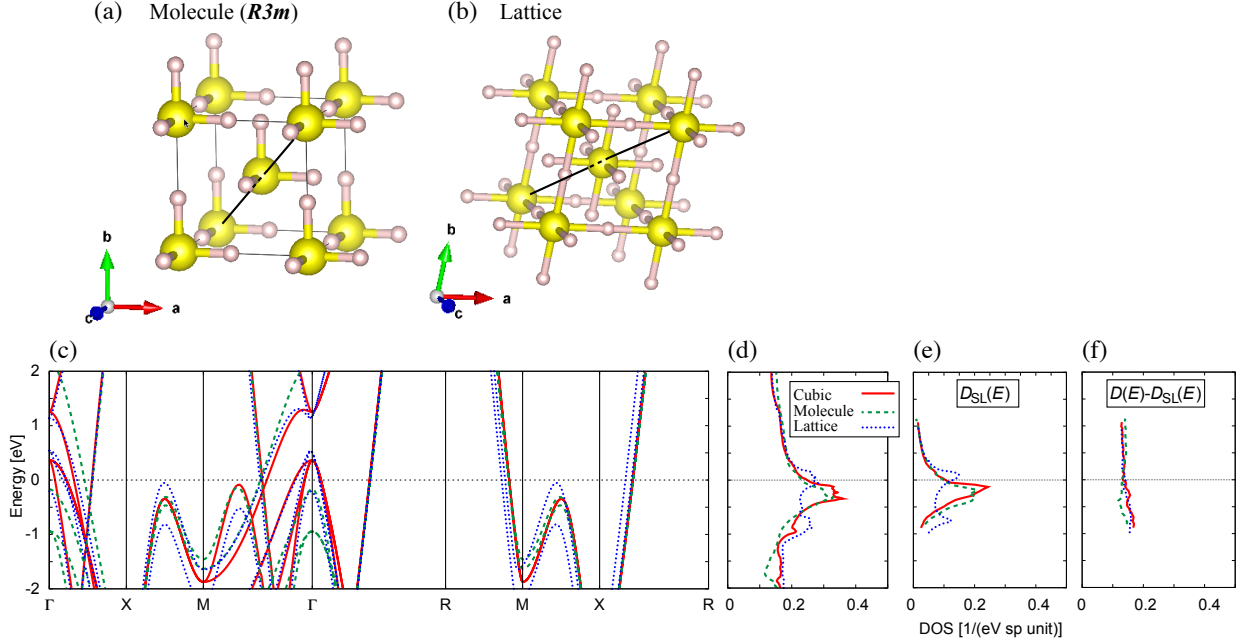 (a) Molecule (R3m)
(b) Lattice
b
a
c
b
a
c
(c)
Energy [eV]
2
1
0
-1
-2
Γ X M Γ R M X R
(d)
Cubic
Molecule
Lattice
0 0.2 0.4
(e)
D_SL(E)
0 0.2 0.4
(f)
D(E)-D_SL(E)
0 0.2 0.4
DOS [1/(eV sp unit)]